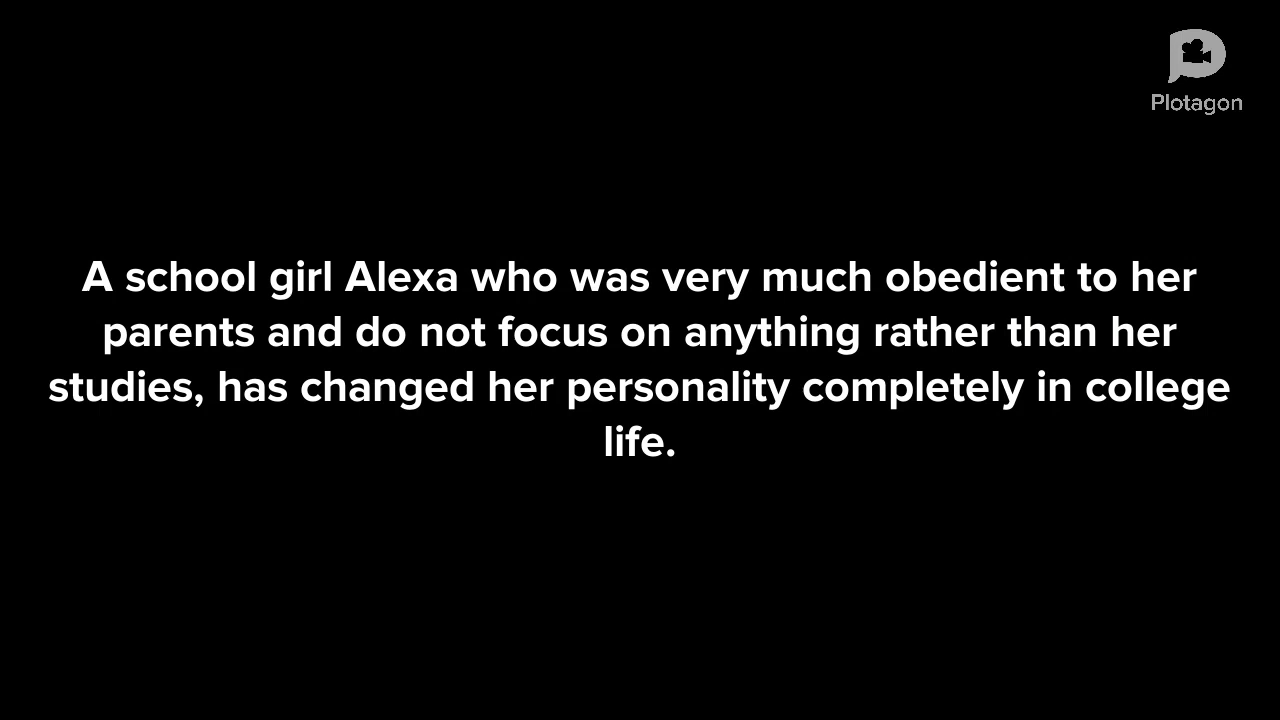 Plotagon
A school girl Alexa who was very much obedient to her
parents and do not focus on anything rather than her
studies, has changed her personality completely in college
life.